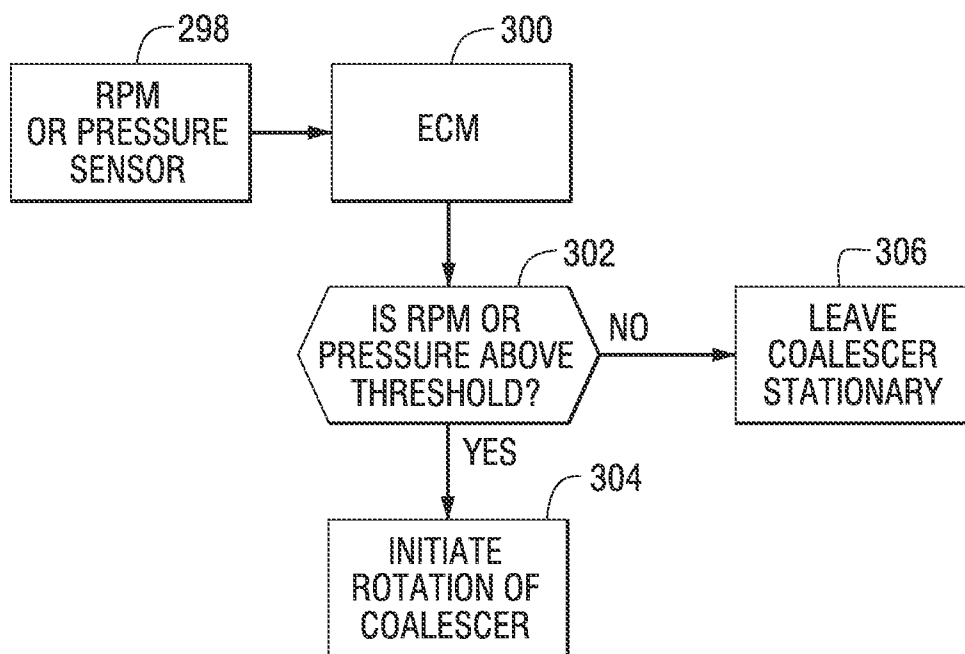 298
300
RPM
OR PRESSURE
SENSOR
ECM
302
306
IS RPM OR
PRESSURE ABOVE
THRESHOLD?
NO
LEAVE
COALESCER
STATIONARY
YES
304
INITIATE
ROTATION OF
COALESCER